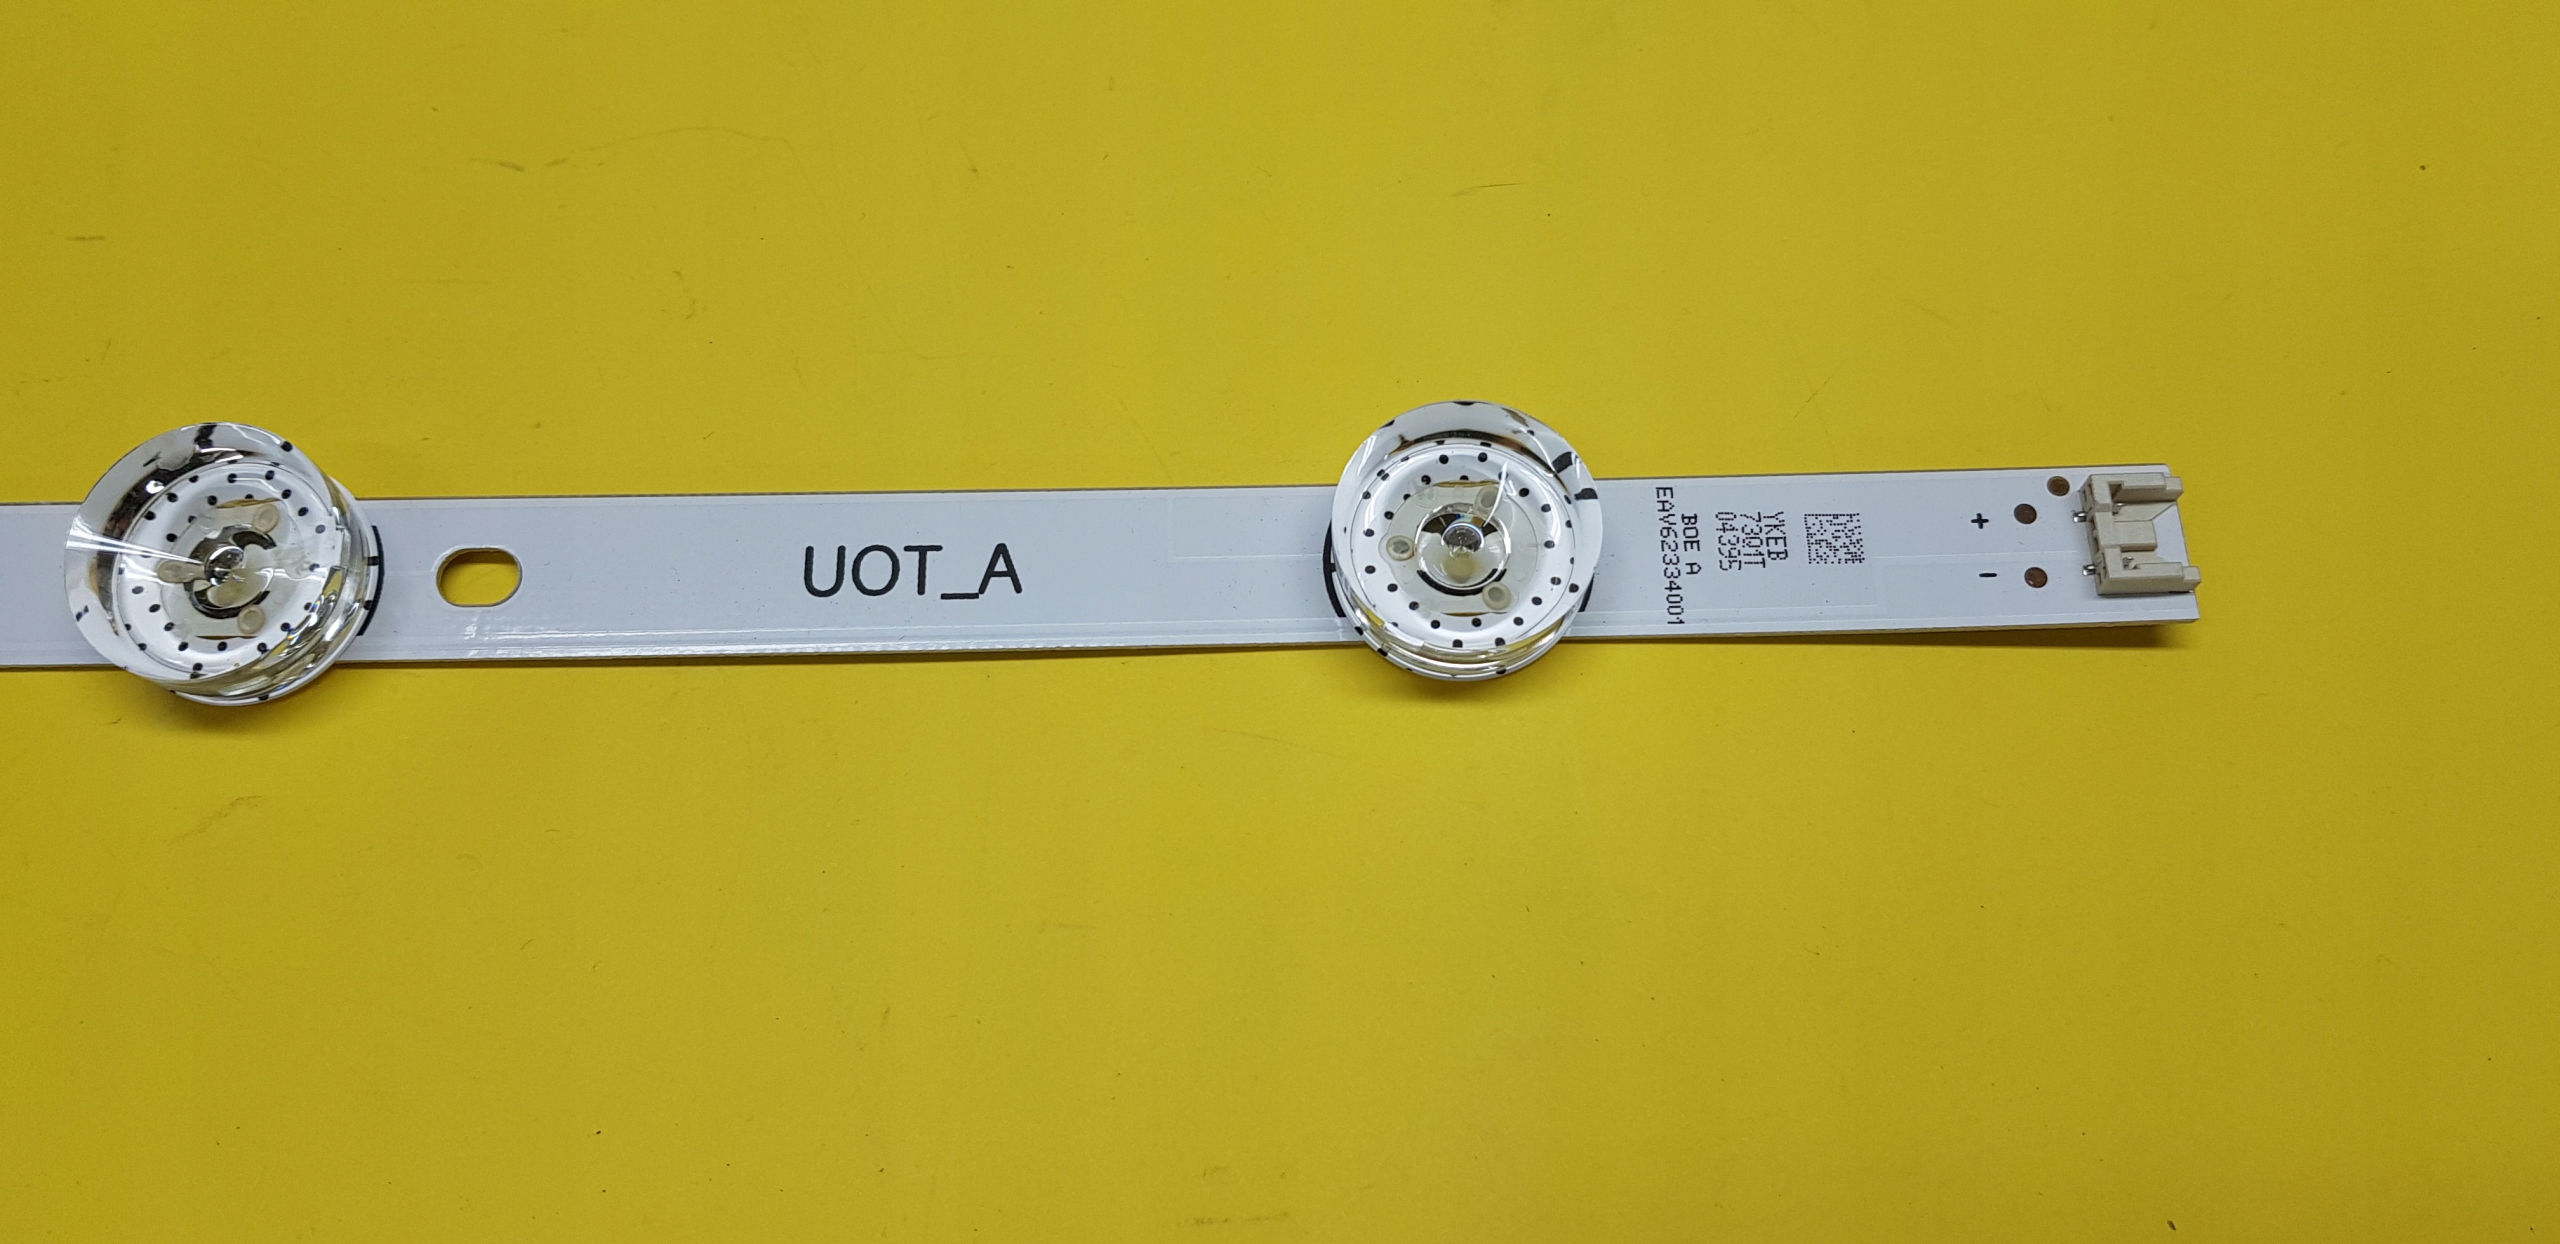 UOT_A
EAV62334001
BOE A
YKEB
7301T
04395
+
-